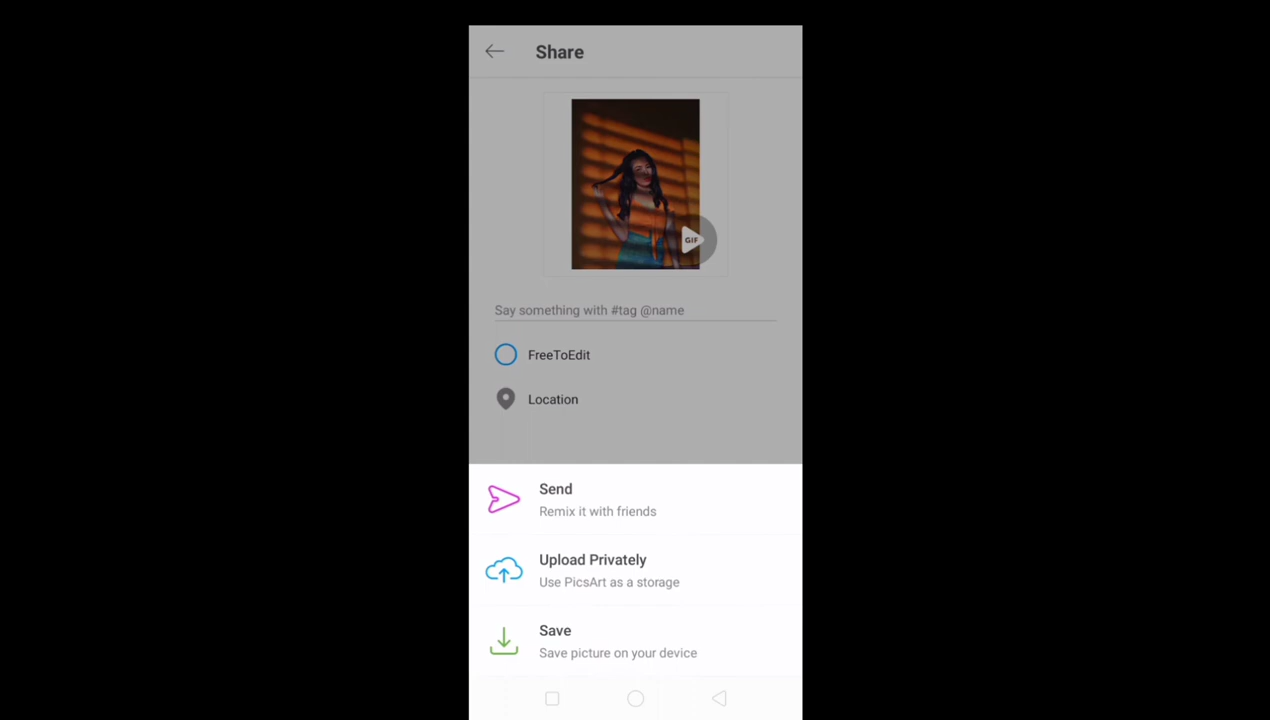 Share
GIF
Say something with #tag @name
FreeToEdit
Location
Send
Remix it with friends
Upload Privately
Use PicsArt as a storage
Save
Save picture on your device